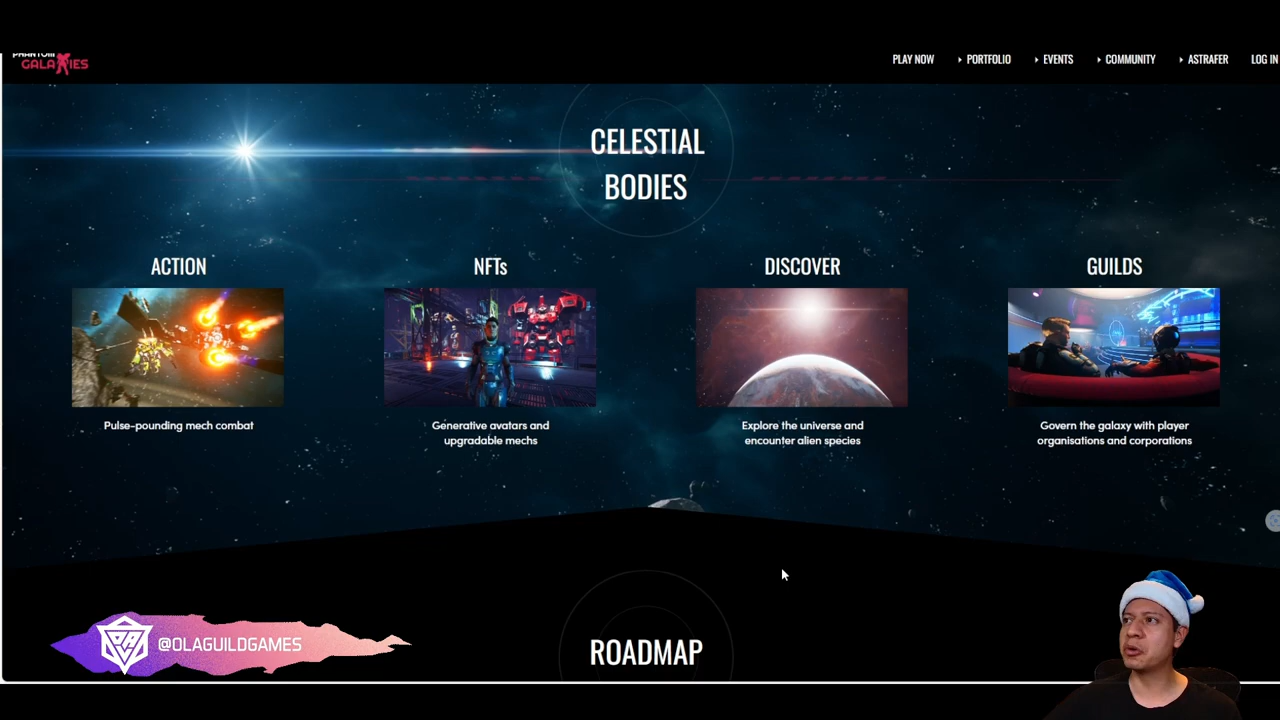 PHANTOM
GALAXIES
PLAY NOW
PORTFOLIO
EVENTS
COMMUNITY
ASTRAFER
LOG IN
CELESTIAL
BODIES
ACTION
NFTs
DISCOVER
GUILDS
Pulse-pounding mech combat
Generative avatars and
upgradable mechs
Explore the universe and
encounter alien species
Govern the galaxy with player
organisations and corporations
@OLAGUILDGAMES
ROADMAP